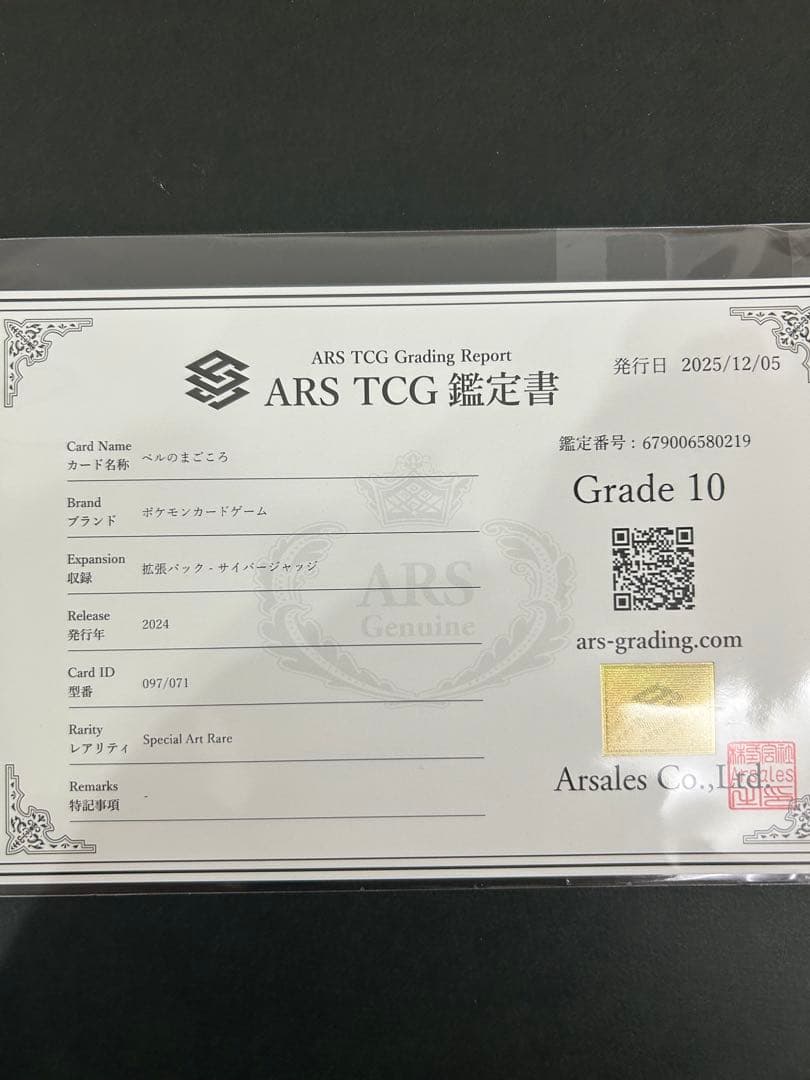 ARS TCG Grading Report
ARS TCG 鑑定書
発行日 2025/12/05
Card Name
カード名称 ベルのまごころ
Brand
ブランド ポケモンカードゲーム
Expansion
収録 拡張パック - サイバージャッジ
Release
発行年 2024
Card ID
型番 097/071
Rarity
レアリティ Special Art Rare
Remarks
特記事項 -
ARS
Genuine
鑑定番号 : 679006580219
Grade 10
ars-grading.com
Arsales Co.,Ltd.
Arsales